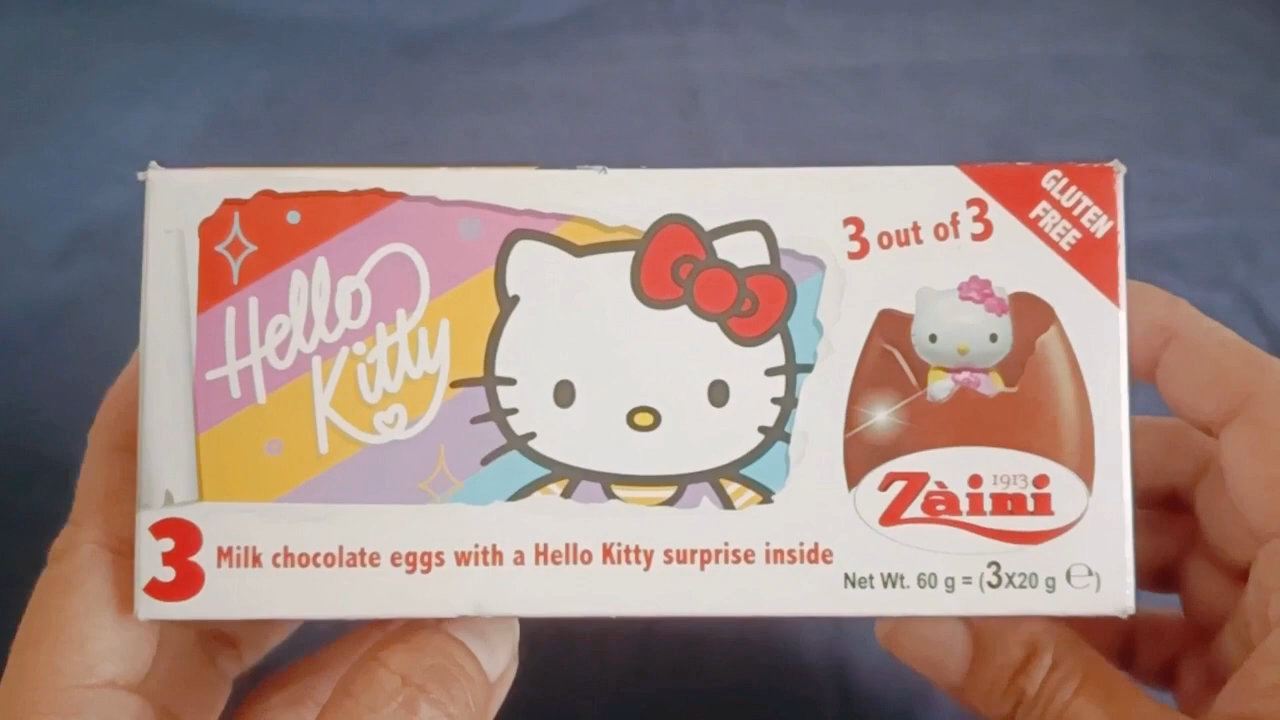 Hello
Kitty
3 out of 3
GLUTEN
FREE
1913
Zàini
3 Milk chocolate eggs with a Hello Kitty surprise inside
Net Wt. 60 g = (3X20 g ℮)